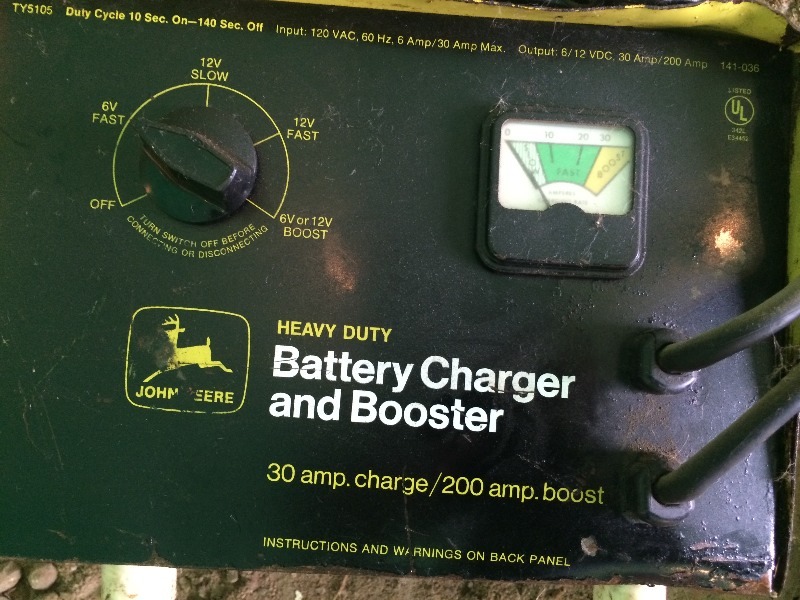 TY5105 Duty Cycle 10 Sec. On—140 Sec. Off Input: 120 VAC, 60 Hz, 6 Amp/30 Amp Max. Output: 6/12 VDC, 30 Amp/200 Amp 141-036
12V
SLOW
6V
FAST
12V
FAST
OFF
6V or 12V
BOOST
TURN SWITCH OFF BEFORE
CONNECTING OR DISCONNECTING
0 10 20 30
SLOW FAST BOOST
AMPERES
LISTED
UL
JOHN DEERE
HEAVY DUTY
Battery Charger
and Booster
30 amp. charge/200 amp. boost
INSTRUCTIONS AND WARNINGS ON BACK PANEL